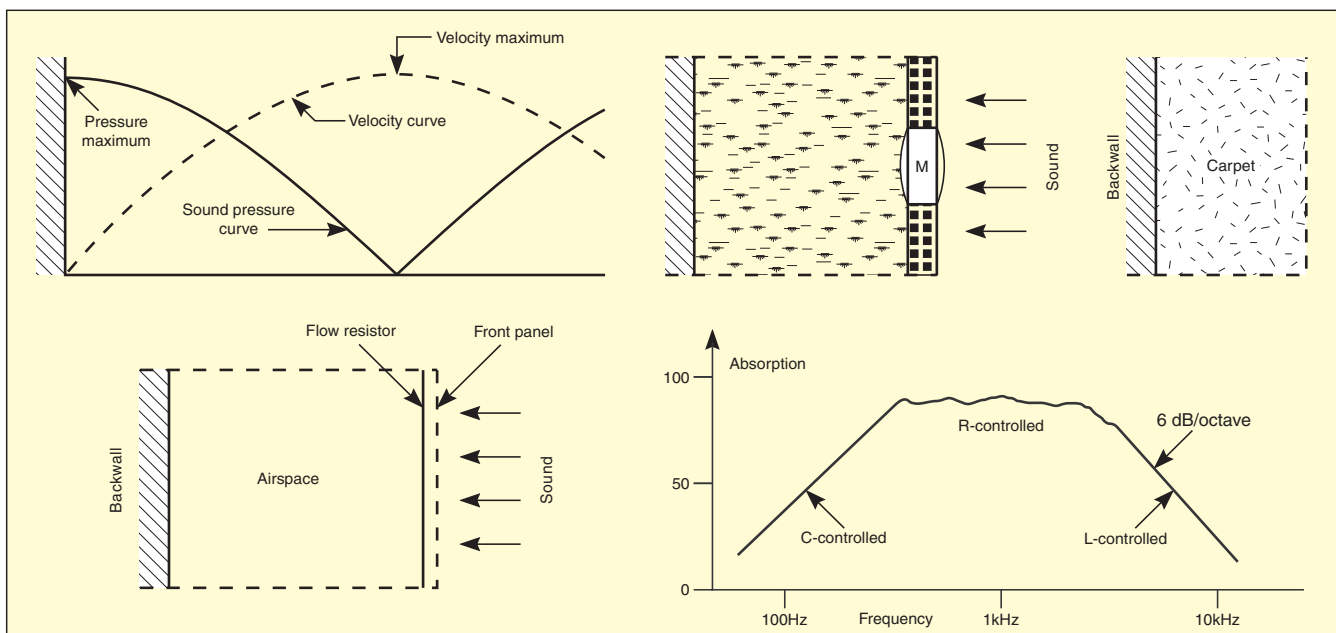 Velocity maximum
Pressure
maximum
Velocity curve
Sound pressure
curve
M
Sound
Backwall
Carpet
Flow resistor
Front panel
Backwall
Airspace
Sound
Absorption
100
50
0
R-controlled
6 dB/octave
C-controlled
L-controlled
100Hz
Frequency
1kHz
10kHz